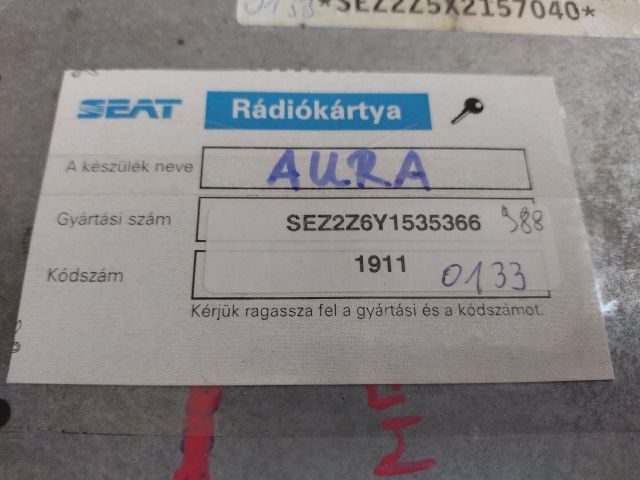 0133 *SEZ2Z5X2157040*
SEAT Rádiókártya
A készülék neve AURA
Gyártási szám SEZ2Z6Y1535366 988
Kódszám 1911 0133
Kérjük ragassza fel a gyártási és a kódszámot.